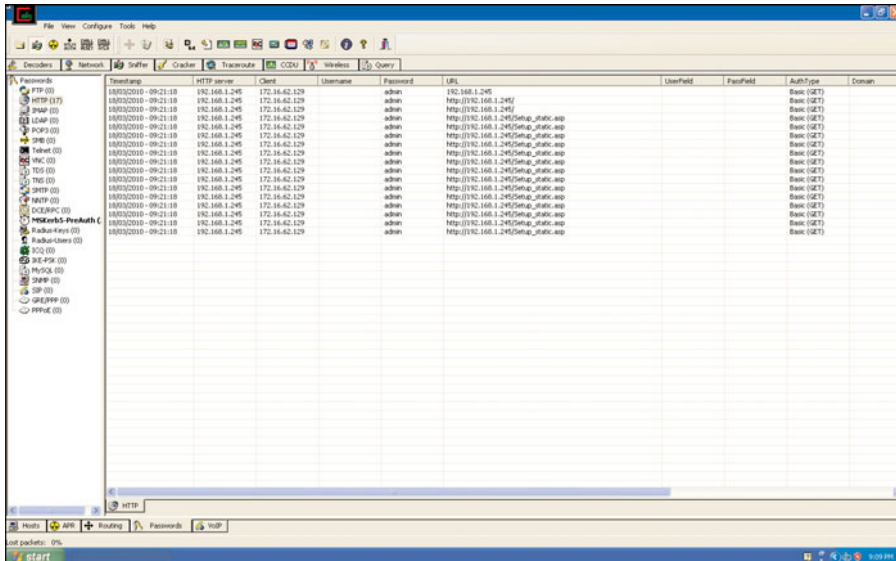 File View Configure Tools Help
Decoders Network Sniffer Cracker Traceroute CCDU Wireless Query
Passwords
FTP (0)
HTTP (17)
IMAP (0)
LDAP (0)
POP3 (0)
SMB (0)
Telnet (0)
VNC (0)
TDS (0)
TNS (0)
SMTP (0)
NNTP (0)
DCE/RPC (0)
MSKerb5-PreAuth (
Radius-Keys (0)
Radius-Users (0)
ICQ (0)
IKE-PSK (0)
MySQL (0)
SNMP (0)
SIP (0)
GRE/PPP (0)
PPPoE (0)
Timestamp HTTP server Client Username Password URL UserField PassField AuthType Domain
18/03/2010 - 09:21:18 192.168.1.245 172.16.62.129 admin 192.168.1.245 Basic (GET)
18/03/2010 - 09:21:18 192.168.1.245 172.16.62.129 admin http://192.168.1.245/ Basic (GET)
18/03/2010 - 09:21:18 192.168.1.245 172.16.62.129 admin http://192.168.1.245/ Basic (GET)
18/03/2010 - 09:21:18 192.168.1.245 172.16.62.129 admin http://192.168.1.245/Setup_static.asp Basic (GET)
18/03/2010 - 09:21:18 192.168.1.245 172.16.62.129 admin http://192.168.1.245/Setup_static.asp Basic (GET)
18/03/2010 - 09:21:18 192.168.1.245 172.16.62.129 admin http://192.168.1.245/Setup_static.asp Basic (GET)
18/03/2010 - 09:21:18 192.168.1.245 172.16.62.129 admin http://192.168.1.245/Setup_static.asp Basic (GET)
18/03/2010 - 09:21:18 192.168.1.245 172.16.62.129 admin http://192.168.1.245/Setup_static.asp Basic (GET)
18/03/2010 - 09:21:18 192.168.1.245 172.16.62.129 admin http://192.168.1.245/Setup_static.asp Basic (GET)
18/03/2010 - 09:21:18 192.168.1.245 172.16.62.129 admin http://192.168.1.245/Setup_static.asp Basic (GET)
18/03/2010 - 09:21:18 192.168.1.245 172.16.62.129 admin http://192.168.1.245/Setup_static.asp Basic (GET)
18/03/2010 - 09:21:18 192.168.1.245 172.16.62.129 admin http://192.168.1.245/Setup_static.asp Basic (GET)
18/03/2010 - 09:21:18 192.168.1.245 172.16.62.129 admin http://192.168.1.245/Setup_static.asp Basic (GET)
18/03/2010 - 09:21:18 192.168.1.245 172.16.62.129 admin http://192.168.1.245/Setup_static.asp Basic (GET)
18/03/2010 - 09:21:18 192.168.1.245 172.16.62.129 admin http://192.168.1.245/Setup_static.asp Basic (GET)
18/03/2010 - 09:21:18 192.168.1.245 172.16.62.129 admin http://192.168.1.245/Setup_static.asp Basic (GET)
18/03/2010 - 09:21:18 192.168.1.245 172.16.62.129 admin http://192.168.1.245/Setup_static.asp Basic (GET)
HTTP
Hosts APR Routing Passwords VoIP
Lost packets: 0%
start 9:09 PM